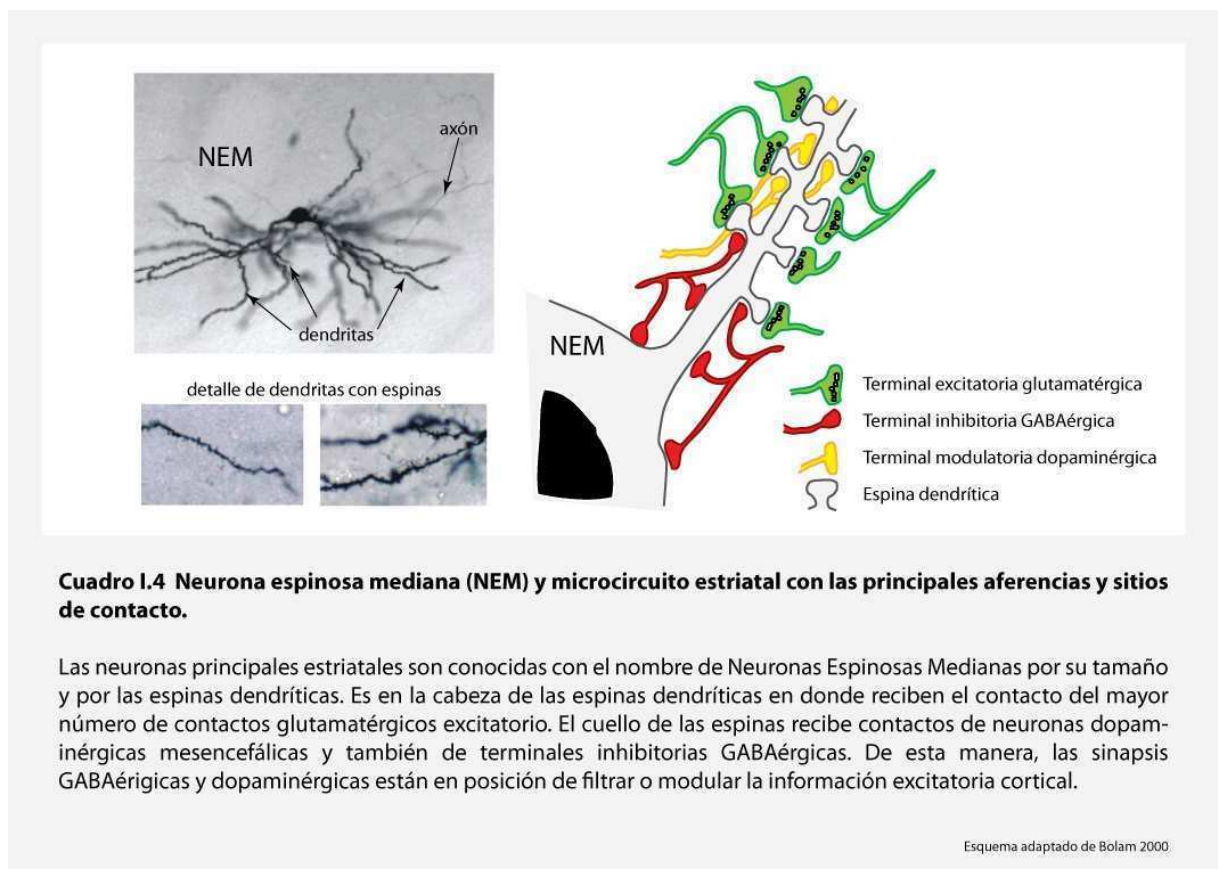 NEM
axón
dendritas
detalle de dendritas con espinas
NEM
Terminal excitatoria glutamatérgica
Terminal inhibitoria GABAérgica
Terminal modulatoria dopaminérgica
Espina dendrítica
Cuadro I.4 Neurona espinosa mediana (NEM) y microcircuito estriatal con las principales aferencias y sitios
de contacto.
Las neuronas principales estriatales son conocidas con el nombre de Neuronas Espinosas Medianas por su tamaño
y por las espinas dendríticas. Es en la cabeza de las espinas dendríticas en donde reciben el contacto del mayor
número de contactos glutamatérgicos excitatorio. El cuello de las espinas recibe contactos de neuronas dopam-
inérgicas mesencefálicas y también de terminales inhibitorias GABAérgicas. De esta manera, las sinapsis
GABAérigicas y dopaminérgicas están en posición de filtrar o modular la información excitatoria cortical.
Esquema adaptado de Bolam 2000